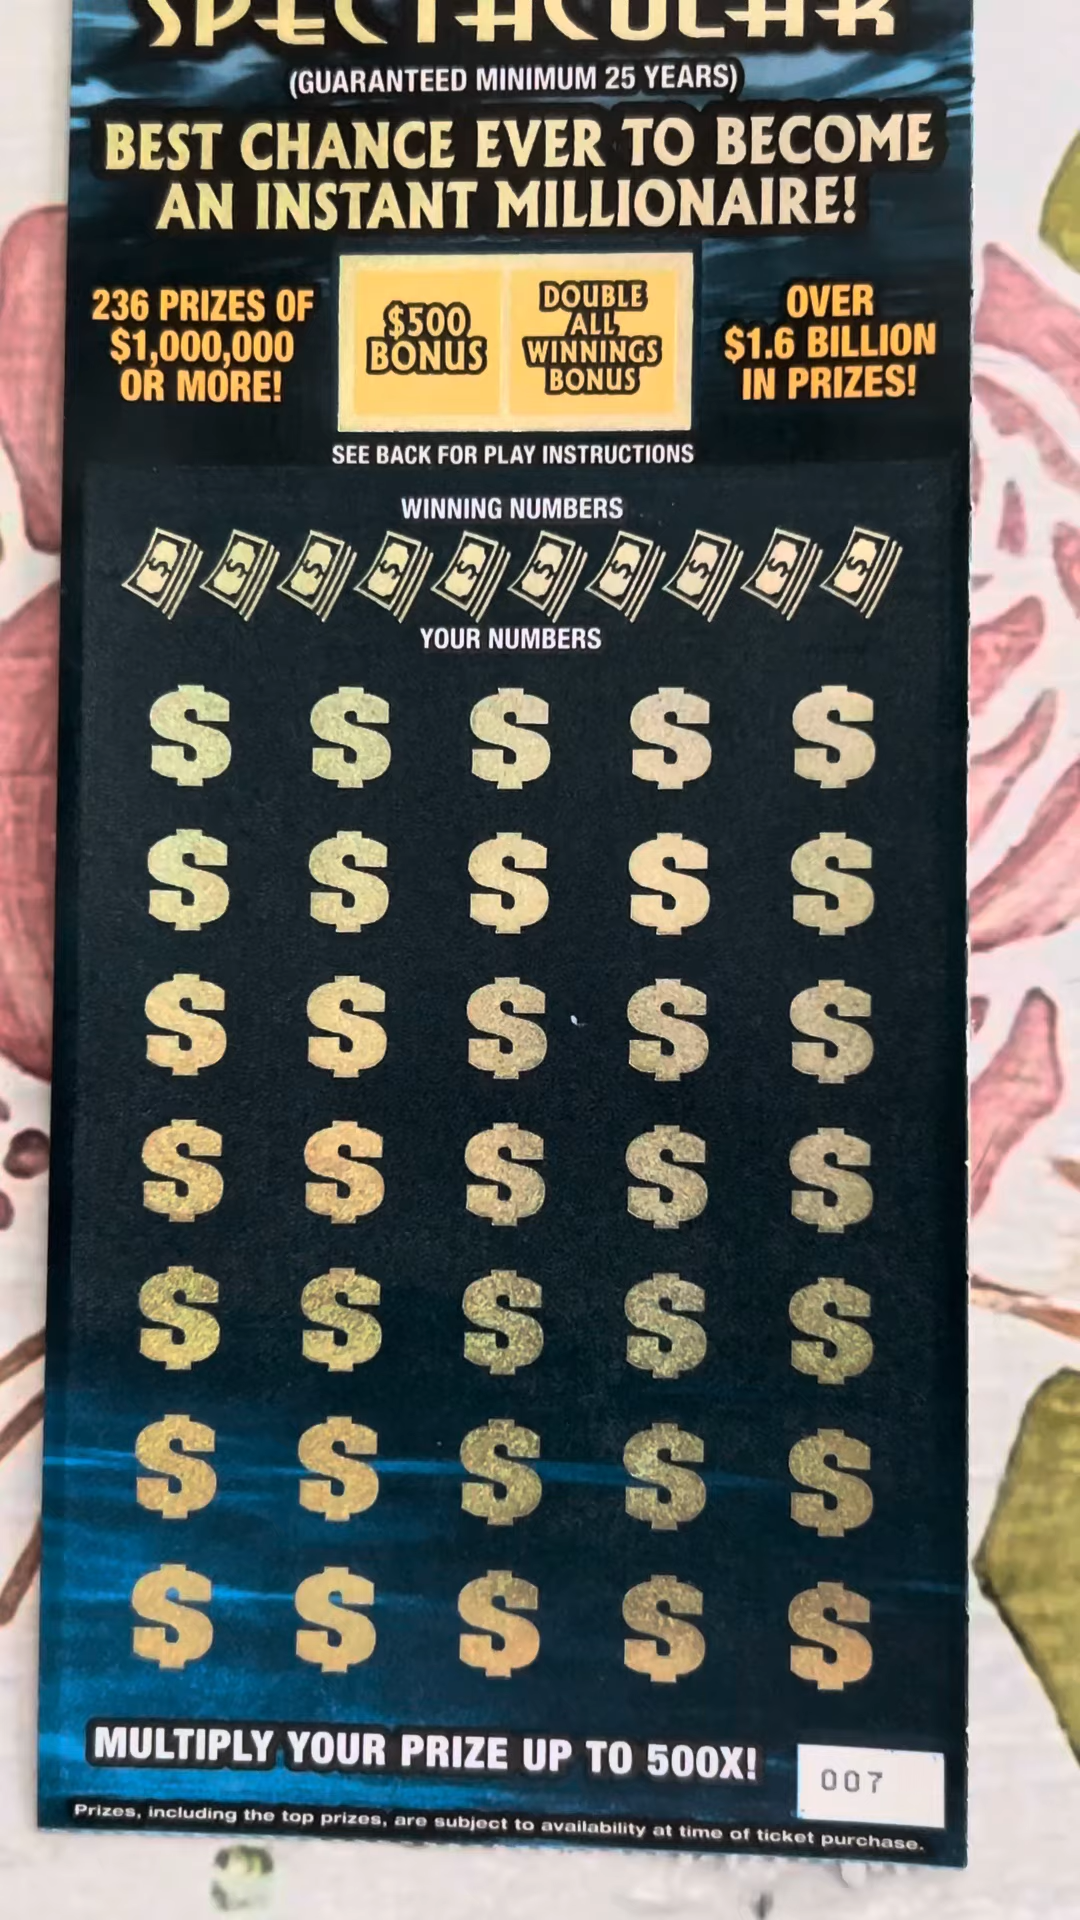 SPECTACULAR
(GUARANTEED MINIMUM 25 YEARS)
BEST CHANCE EVER TO BECOME
AN INSTANT MILLIONAIRE!
236 PRIZES OF
$1,000,000
OR MORE!
$500
BONUS
DOUBLE
ALL
WINNINGS
BONUS
OVER
$1.6 BILLION
IN PRIZES!
SEE BACK FOR PLAY INSTRUCTIONS
WINNING NUMBERS
$ $ $ $ $ $ $ $ $ $
YOUR NUMBERS
$ $ $ $ $
$ $ $ $ $
$ $ $ $ $
$ $ $ $ $
$ $ $ $ $
$ $ $ $ $
$ $ $ $ $
MULTIPLY YOUR PRIZE UP TO 500X!
007
Prizes, including the top prizes, are subject to availability at time of ticket purchase.